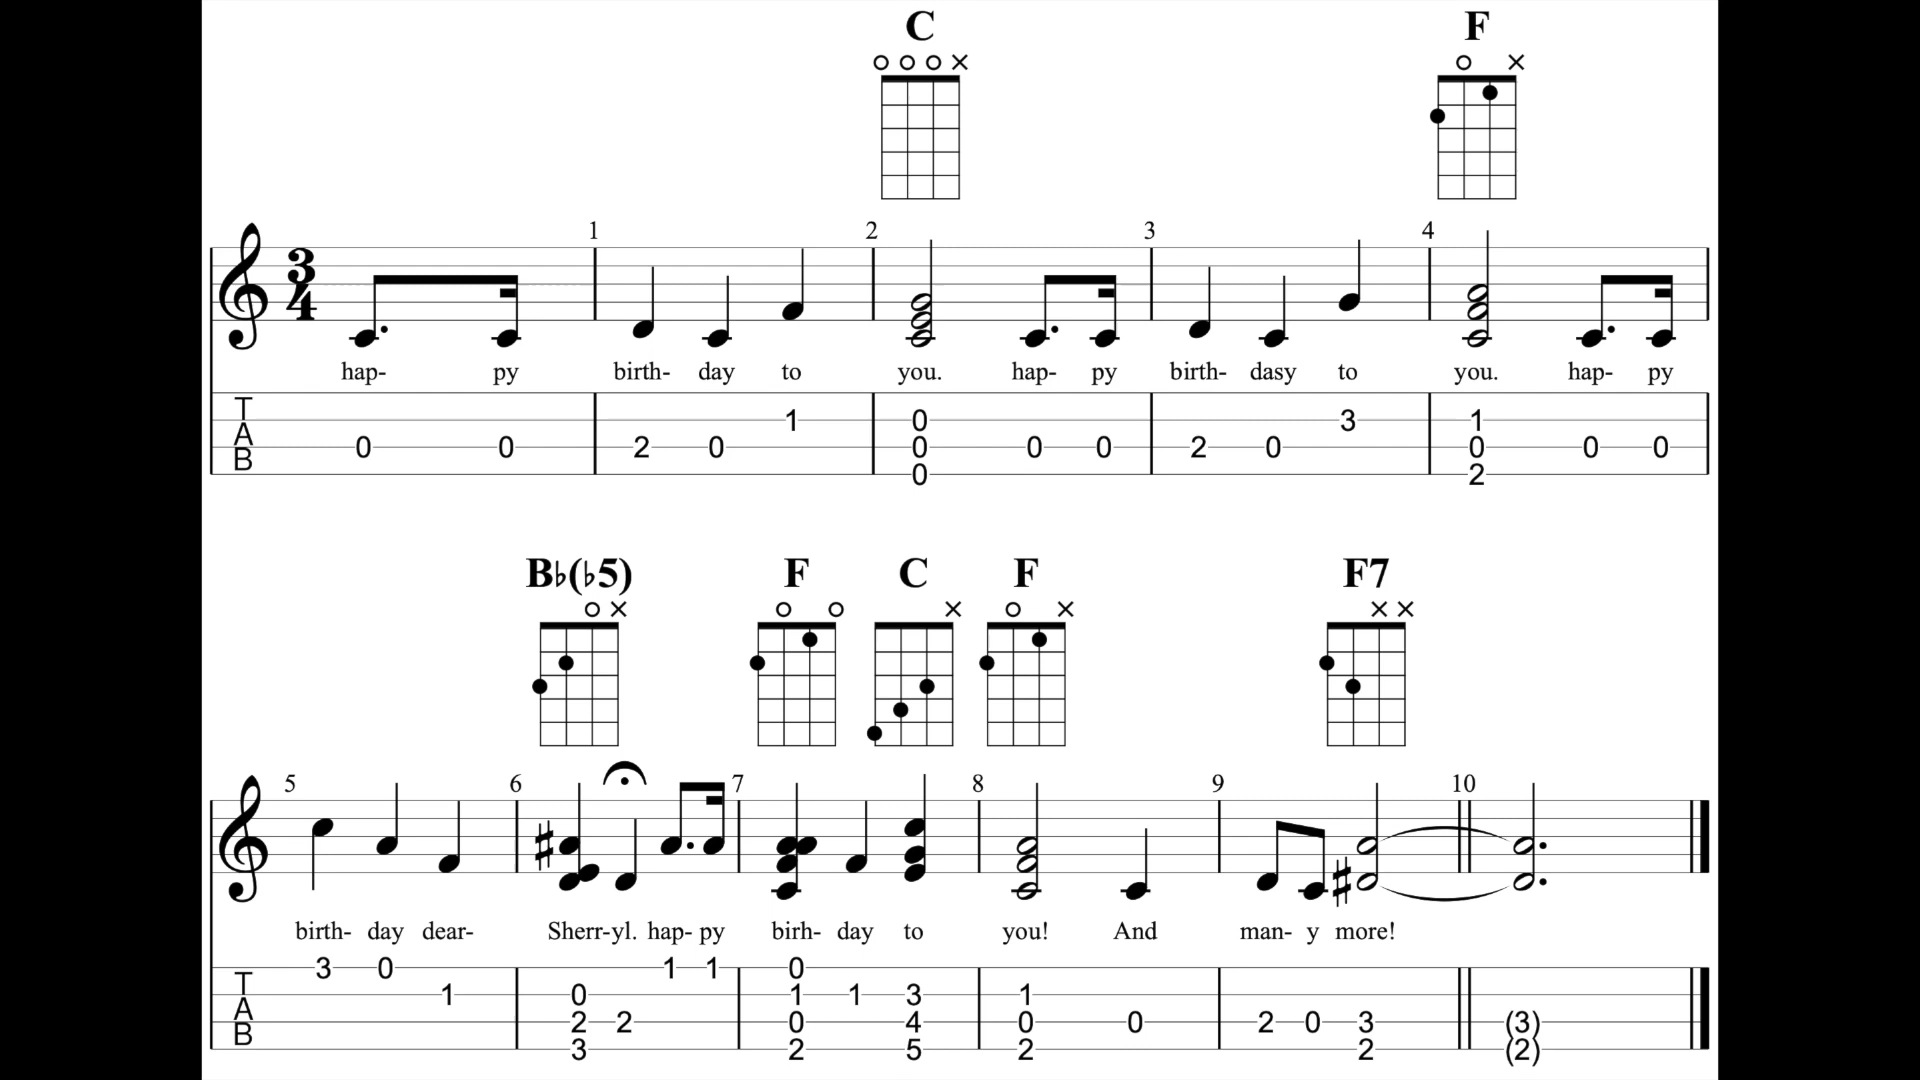 C F
1 2 3 4
3
4
hap- py birth- day to you. hap- py birth- dasy to you. hap- py
T
A
B
1 0 3 1
0 0 2 0 0 0 0 2 0 0 0 0
0 2
B♭(♭5) F C F F7
5 6 7 8 9 10
birth- day dear- Sherr-yl. hap- py birh- day to you! And man- y more!
T
A
B
3 0 1 1 0
1 0 1 1 3 1
2 2 0 4 0 0 2 0 3 (3)
3 2 5 2 2 (2)